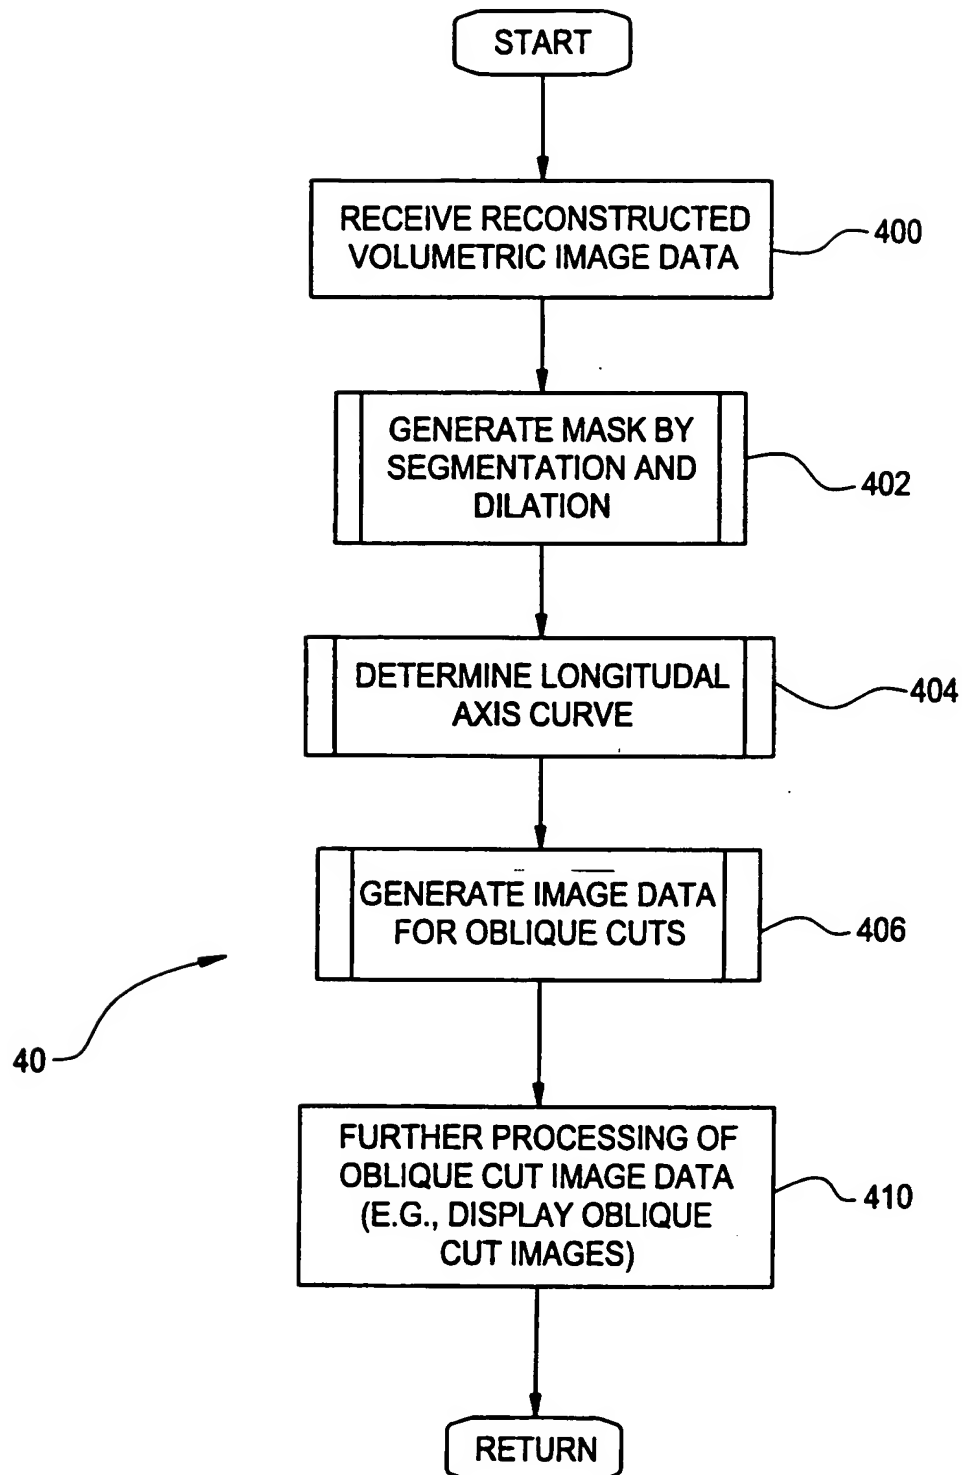 START
RECEIVE RECONSTRUCTED
VOLUMETRIC IMAGE DATA
400
GENERATE MASK BY
SEGMENTATION AND
DILATION
402
DETERMINE LONGITUDAL
AXIS CURVE
404
GENERATE IMAGE DATA
FOR OBLIQUE CUTS
406
40
FURTHER PROCESSING OF
OBLIQUE CUT IMAGE DATA
(E.G., DISPLAY OBLIQUE
CUT IMAGES)
410
RETURN